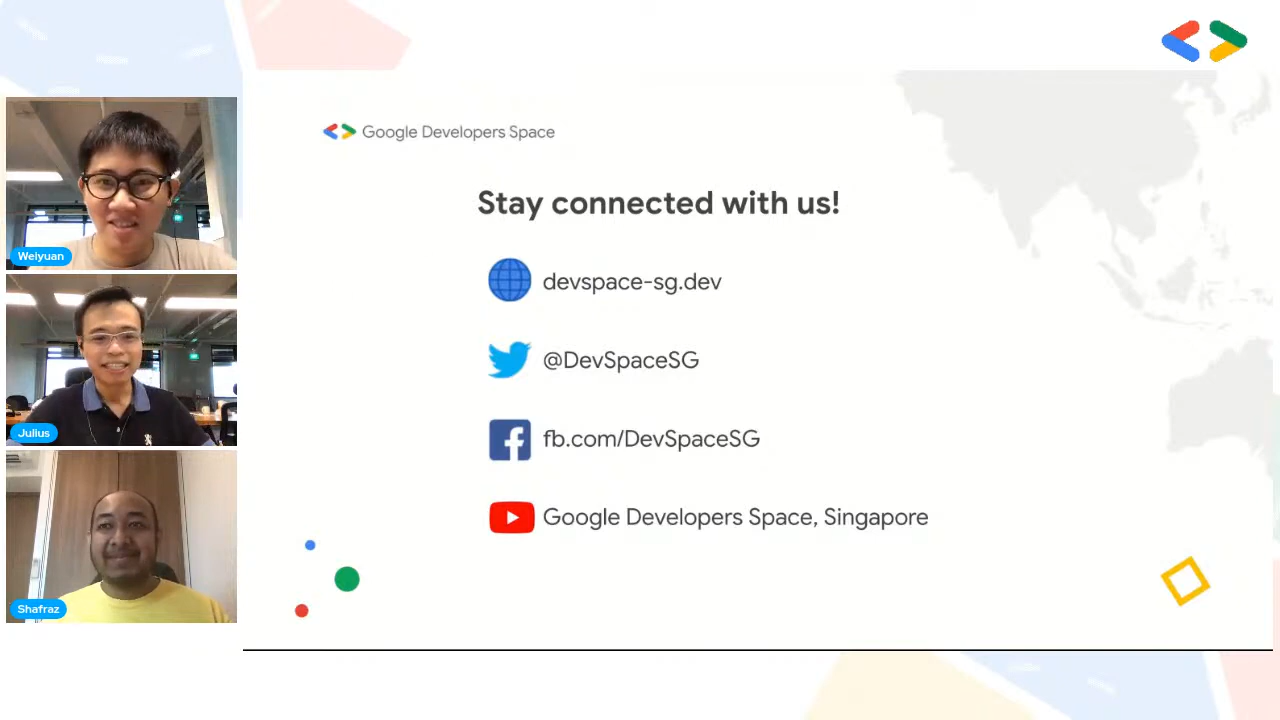 Google Developers Space
Stay connected with us!
devspace-sg.dev
@DevSpaceSG
fb.com/DevSpaceSG
Google Developers Space, Singapore
Weiyuan
Julius
Shafraz